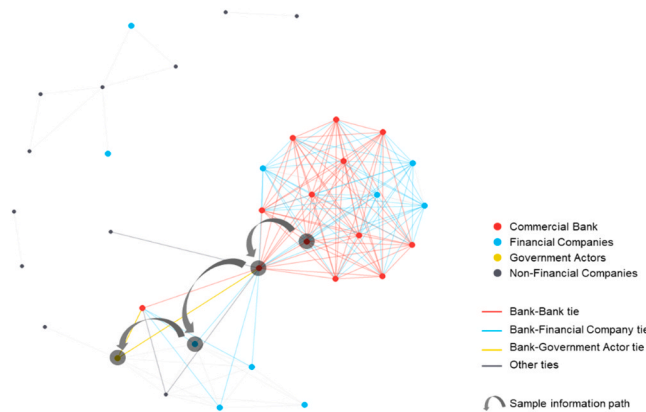 Commercial Bank
Financial Companies
Government Actors
Non-Financial Companies
Bank-Bank tie
Bank-Financial Company tie
Bank-Government Actor tie
Other ties
Sample information path